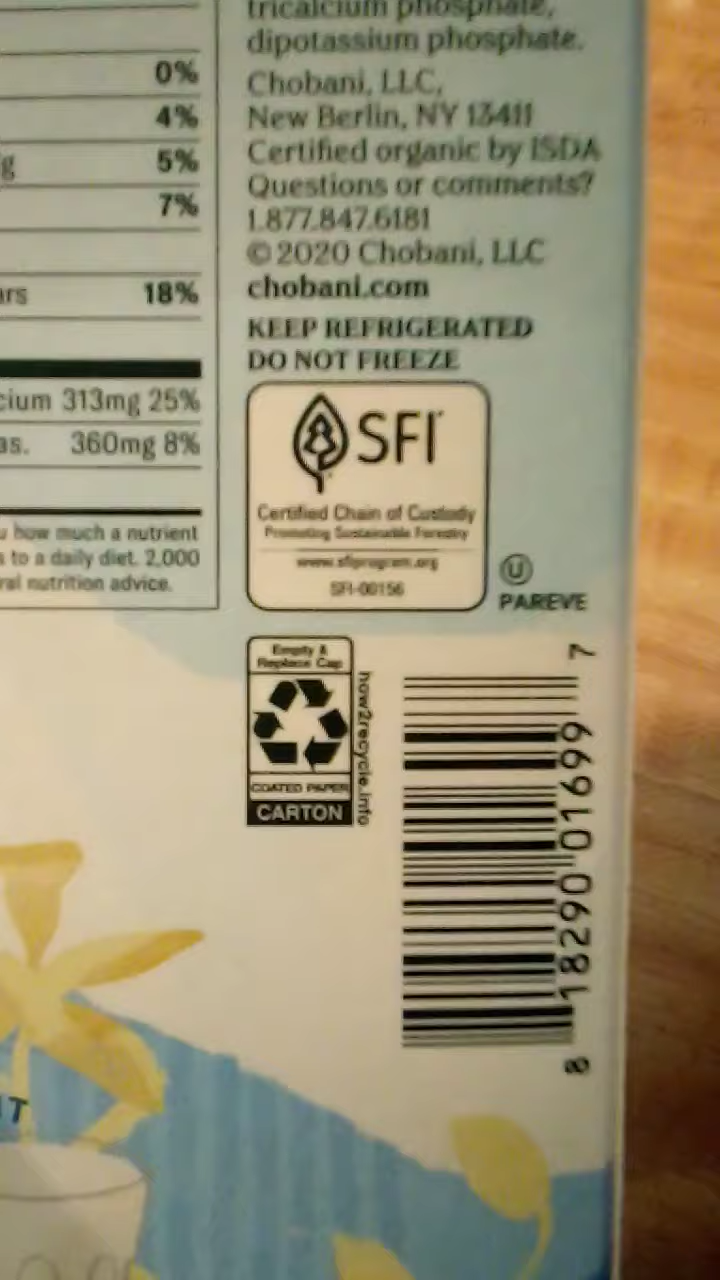 0%
4%
g 5%
7%
ars 18%
cium 313mg 25%
as. 360mg 8%
u how much a nutrient
s to a daily diet. 2,000
ral nutrition advice.
tricalcium phosphate,
dipotassium phosphate.
Chobani, LLC,
New Berlin, NY 13411
Certified organic by ISDA
Questions or comments?
1.877.847.6181
© 2020 Chobani, LLC
chobani.com
KEEP REFRIGERATED
DO NOT FREEZE
SFI
Certified Chain of Custody
Promoting Sustainable Forestry
www.sfiprogram.org
SFI-00156
U
PAREVE
Empty &
Replace Cap
COATED PAPER
CARTON
how2recycle.info
8 18290 01699 7
IT